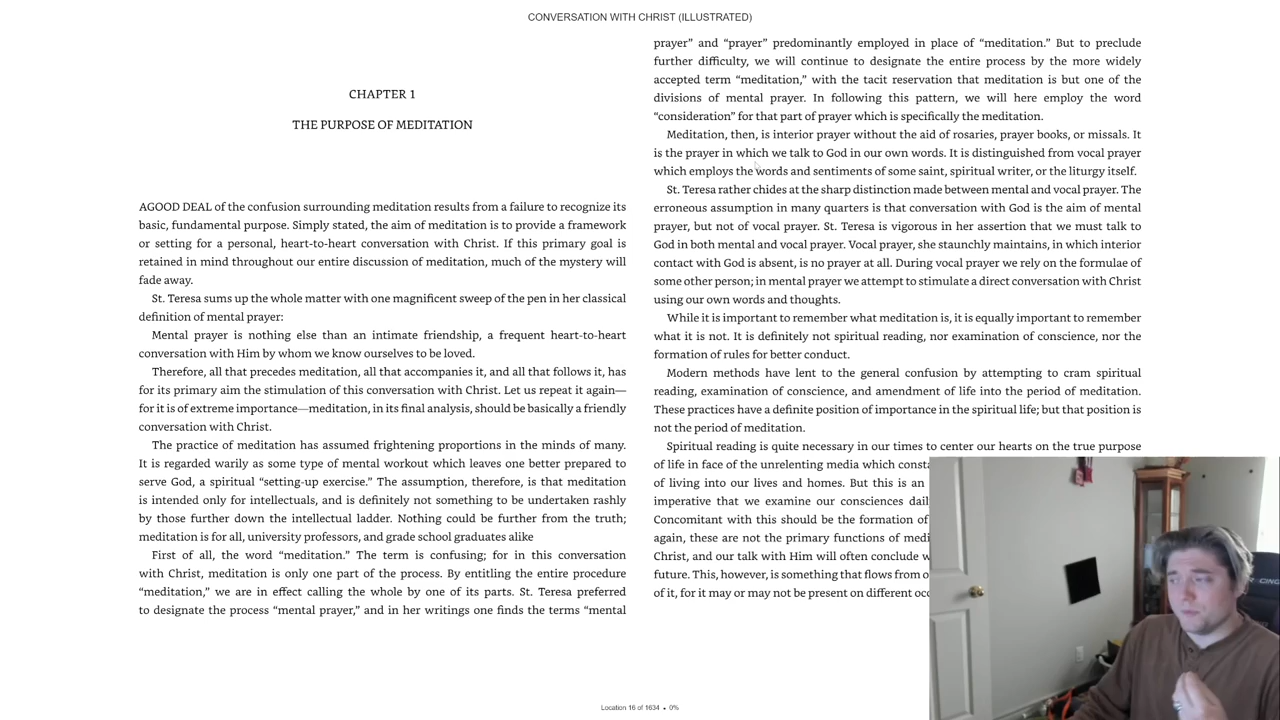 CONVERSATION WITH CHRIST (ILLUSTRATED)
CHAPTER 1
THE PURPOSE OF MEDITATION
AGOOD DEAL of the confusion surrounding meditation results from a failure to recognize its
basic, fundamental purpose. Simply stated, the aim of meditation is to provide a framework
or setting for a personal, heart-to-heart conversation with Christ. If this primary goal is
retained in mind throughout our entire discussion of meditation, much of the mystery will
fade away.
St. Teresa sums up the whole matter with one magnificent sweep of the pen in her classical
definition of mental prayer:
Mental prayer is nothing else than an intimate friendship, a frequent heart-to-heart
conversation with Him by whom we know ourselves to be loved.
Therefore, all that precedes meditation, all that accompanies it, and all that follows it, has
for its primary aim the stimulation of this conversation with Christ. Let us repeat it again—
for it is of extreme importance—meditation, in its final analysis, should be basically a friendly
conversation with Christ.
The practice of meditation has assumed frightening proportions in the minds of many.
It is regarded warily as some type of mental workout which leaves one better prepared to
serve God, a spiritual “setting-up exercise.” The assumption, therefore, is that meditation
is intended only for intellectuals, and is definitely not something to be undertaken rashly
by those further down the intellectual ladder. Nothing could be further from the truth;
meditation is for all, university professors, and grade school graduates alike
First of all, the word “meditation.” The term is confusing; for in this conversation
with Christ, meditation is only one part of the process. By entitling the entire procedure
“meditation,” we are in effect calling the whole by one of its parts. St. Teresa preferred
to designate the process “mental prayer,” and in her writings one finds the terms “mental
prayer” and “prayer” predominantly employed in place of “meditation.” But to preclude
further difficulty, we will continue to designate the entire process by the more widely
accepted term “meditation,” with the tacit reservation that meditation is but one of the
divisions of mental prayer. In following this pattern, we will here employ the word
“consideration” for that part of prayer which is specifically the meditation.
Meditation, then, is interior prayer without the aid of rosaries, prayer books, or missals. It
is the prayer in which we talk to God in our own words. It is distinguished from vocal prayer
which employs the words and sentiments of some saint, spiritual writer, or the liturgy itself.
St. Teresa rather chides at the sharp distinction made between mental and vocal prayer. The
erroneous assumption in many quarters is that conversation with God is the aim of mental
prayer, but not of vocal prayer. St. Teresa is vigorous in her assertion that we must talk to
God in both mental and vocal prayer. Vocal prayer, she staunchly maintains, in which interior
contact with God is absent, is no prayer at all. During vocal prayer we rely on the formulae of
some other person; in mental prayer we attempt to stimulate a direct conversation with Christ
using our own words and thoughts.
While it is important to remember what meditation is, it is equally important to remember
what it is not. It is definitely not spiritual reading, nor examination of conscience, nor the
formation of rules for better conduct.
Modern methods have lent to the general confusion by attempting to cram spiritual
reading, examination of conscience, and amendment of life into the period of meditation.
These practices have a definite position of importance in the spiritual life; but that position is
not the period of meditation.
Spiritual reading is quite necessary in our times to center our hearts on the true purpose
of life in face of the unrelenting media which
of living into our lives and homes. But this is an
imperative that we examine our consciences
Concomitant with this should be the formation of
again, these are not the primary functions of
Christ, and our talk with Him will often conclude
future. This, however, is something that flows from
of it, for it may or may not be present on different
Location 16 of 1634 • 0%